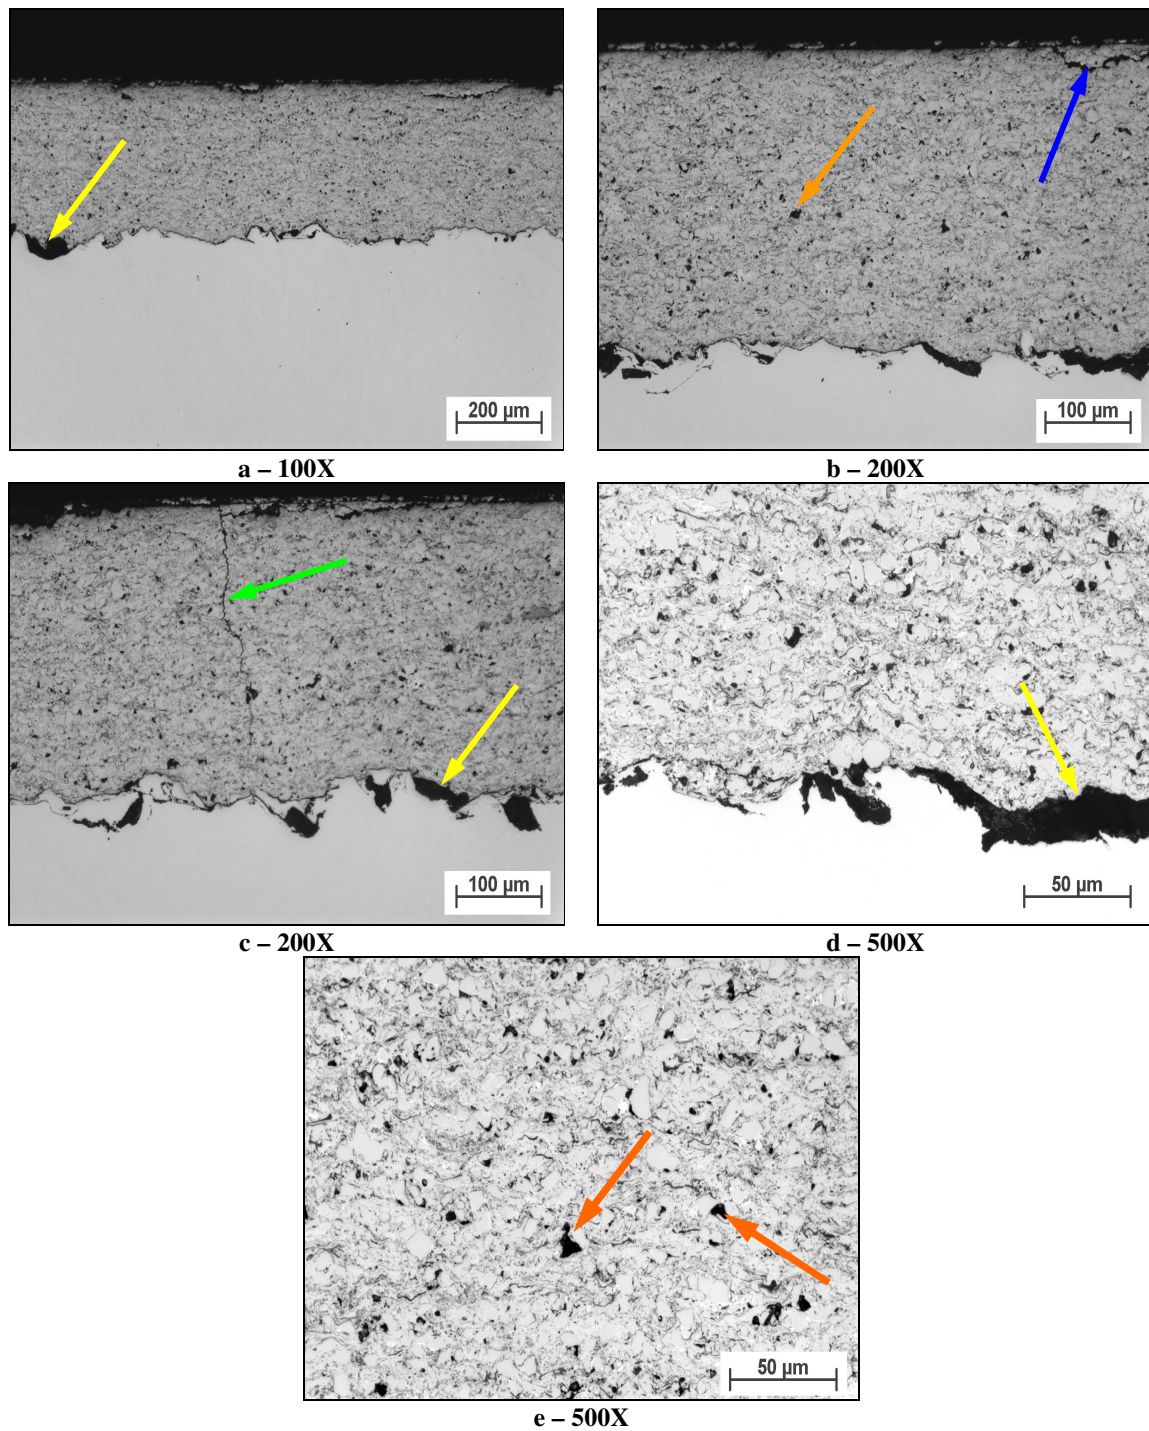 200 µm
100 µm
a – 100X
b – 200X
100 µm
50 µm
c – 200X
d – 500X
50 µm
e – 500X